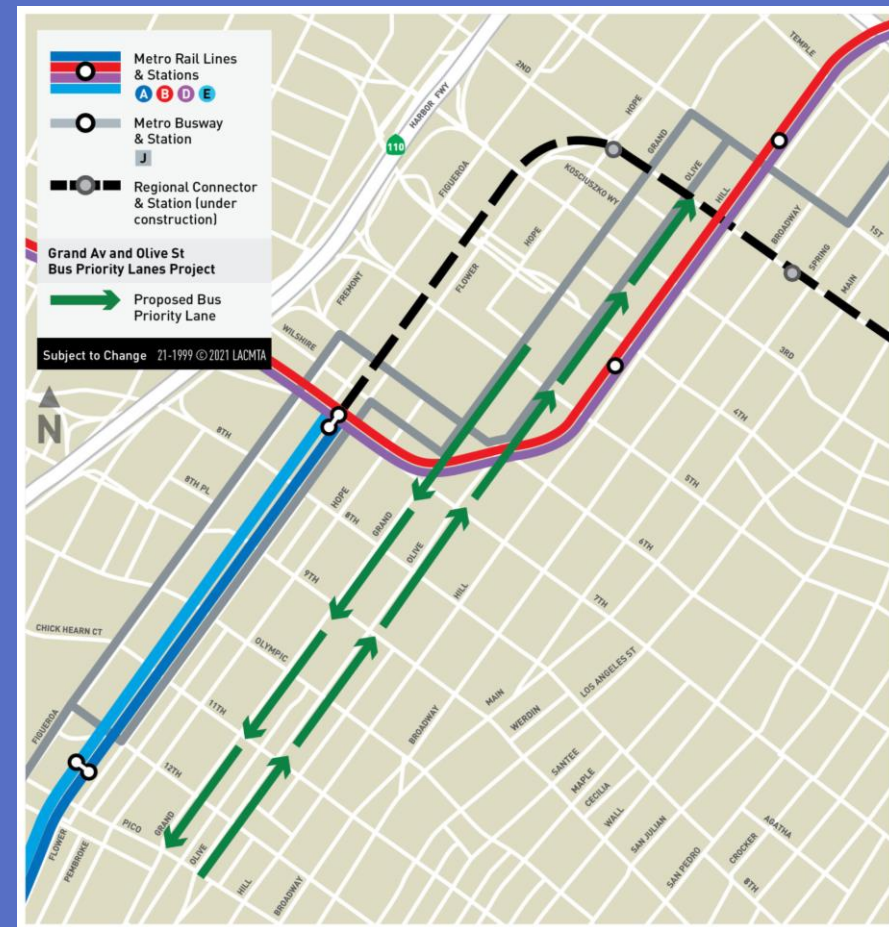 Metro Rail Lines
& Stations
A B D E
Metro Busway
& Station
J
Regional Connector
& Station (under
construction)
Grand Av and Olive St
Bus Priority Lanes Project
Proposed Bus
Priority Lane
Subject to Change 21-1999 © 2021 LACMTA
N
HARBOR FWY
110
TEMPLE
2ND
HOPE
GRAND
OLIVE
HILL
BROADWAY
1ST
SPRING
MAIN
KOSCIUSZKO WY
FIGUEROA
HOPE
FLOWER
FREMONT
WILSHIRE
3RD
4TH
5TH
6TH
7TH
8TH
8TH PL
HOPE
8TH
GRAND
OLIVE
HILL
9TH
OLYMPIC
CHICK HEARN CT
11TH
12TH
FIGUEROA
BROADWAY
MAIN
WERDIN
LOS ANGELES ST
SANTEE
MAPLE
CECILIA
WALL
SAN JULIAN
SAN PEDRO
CROCKER
AGATHA
8TH
PICO
GRAND
OLIVE
HILL
BROADWAY
FLOWER
PEMBROKE